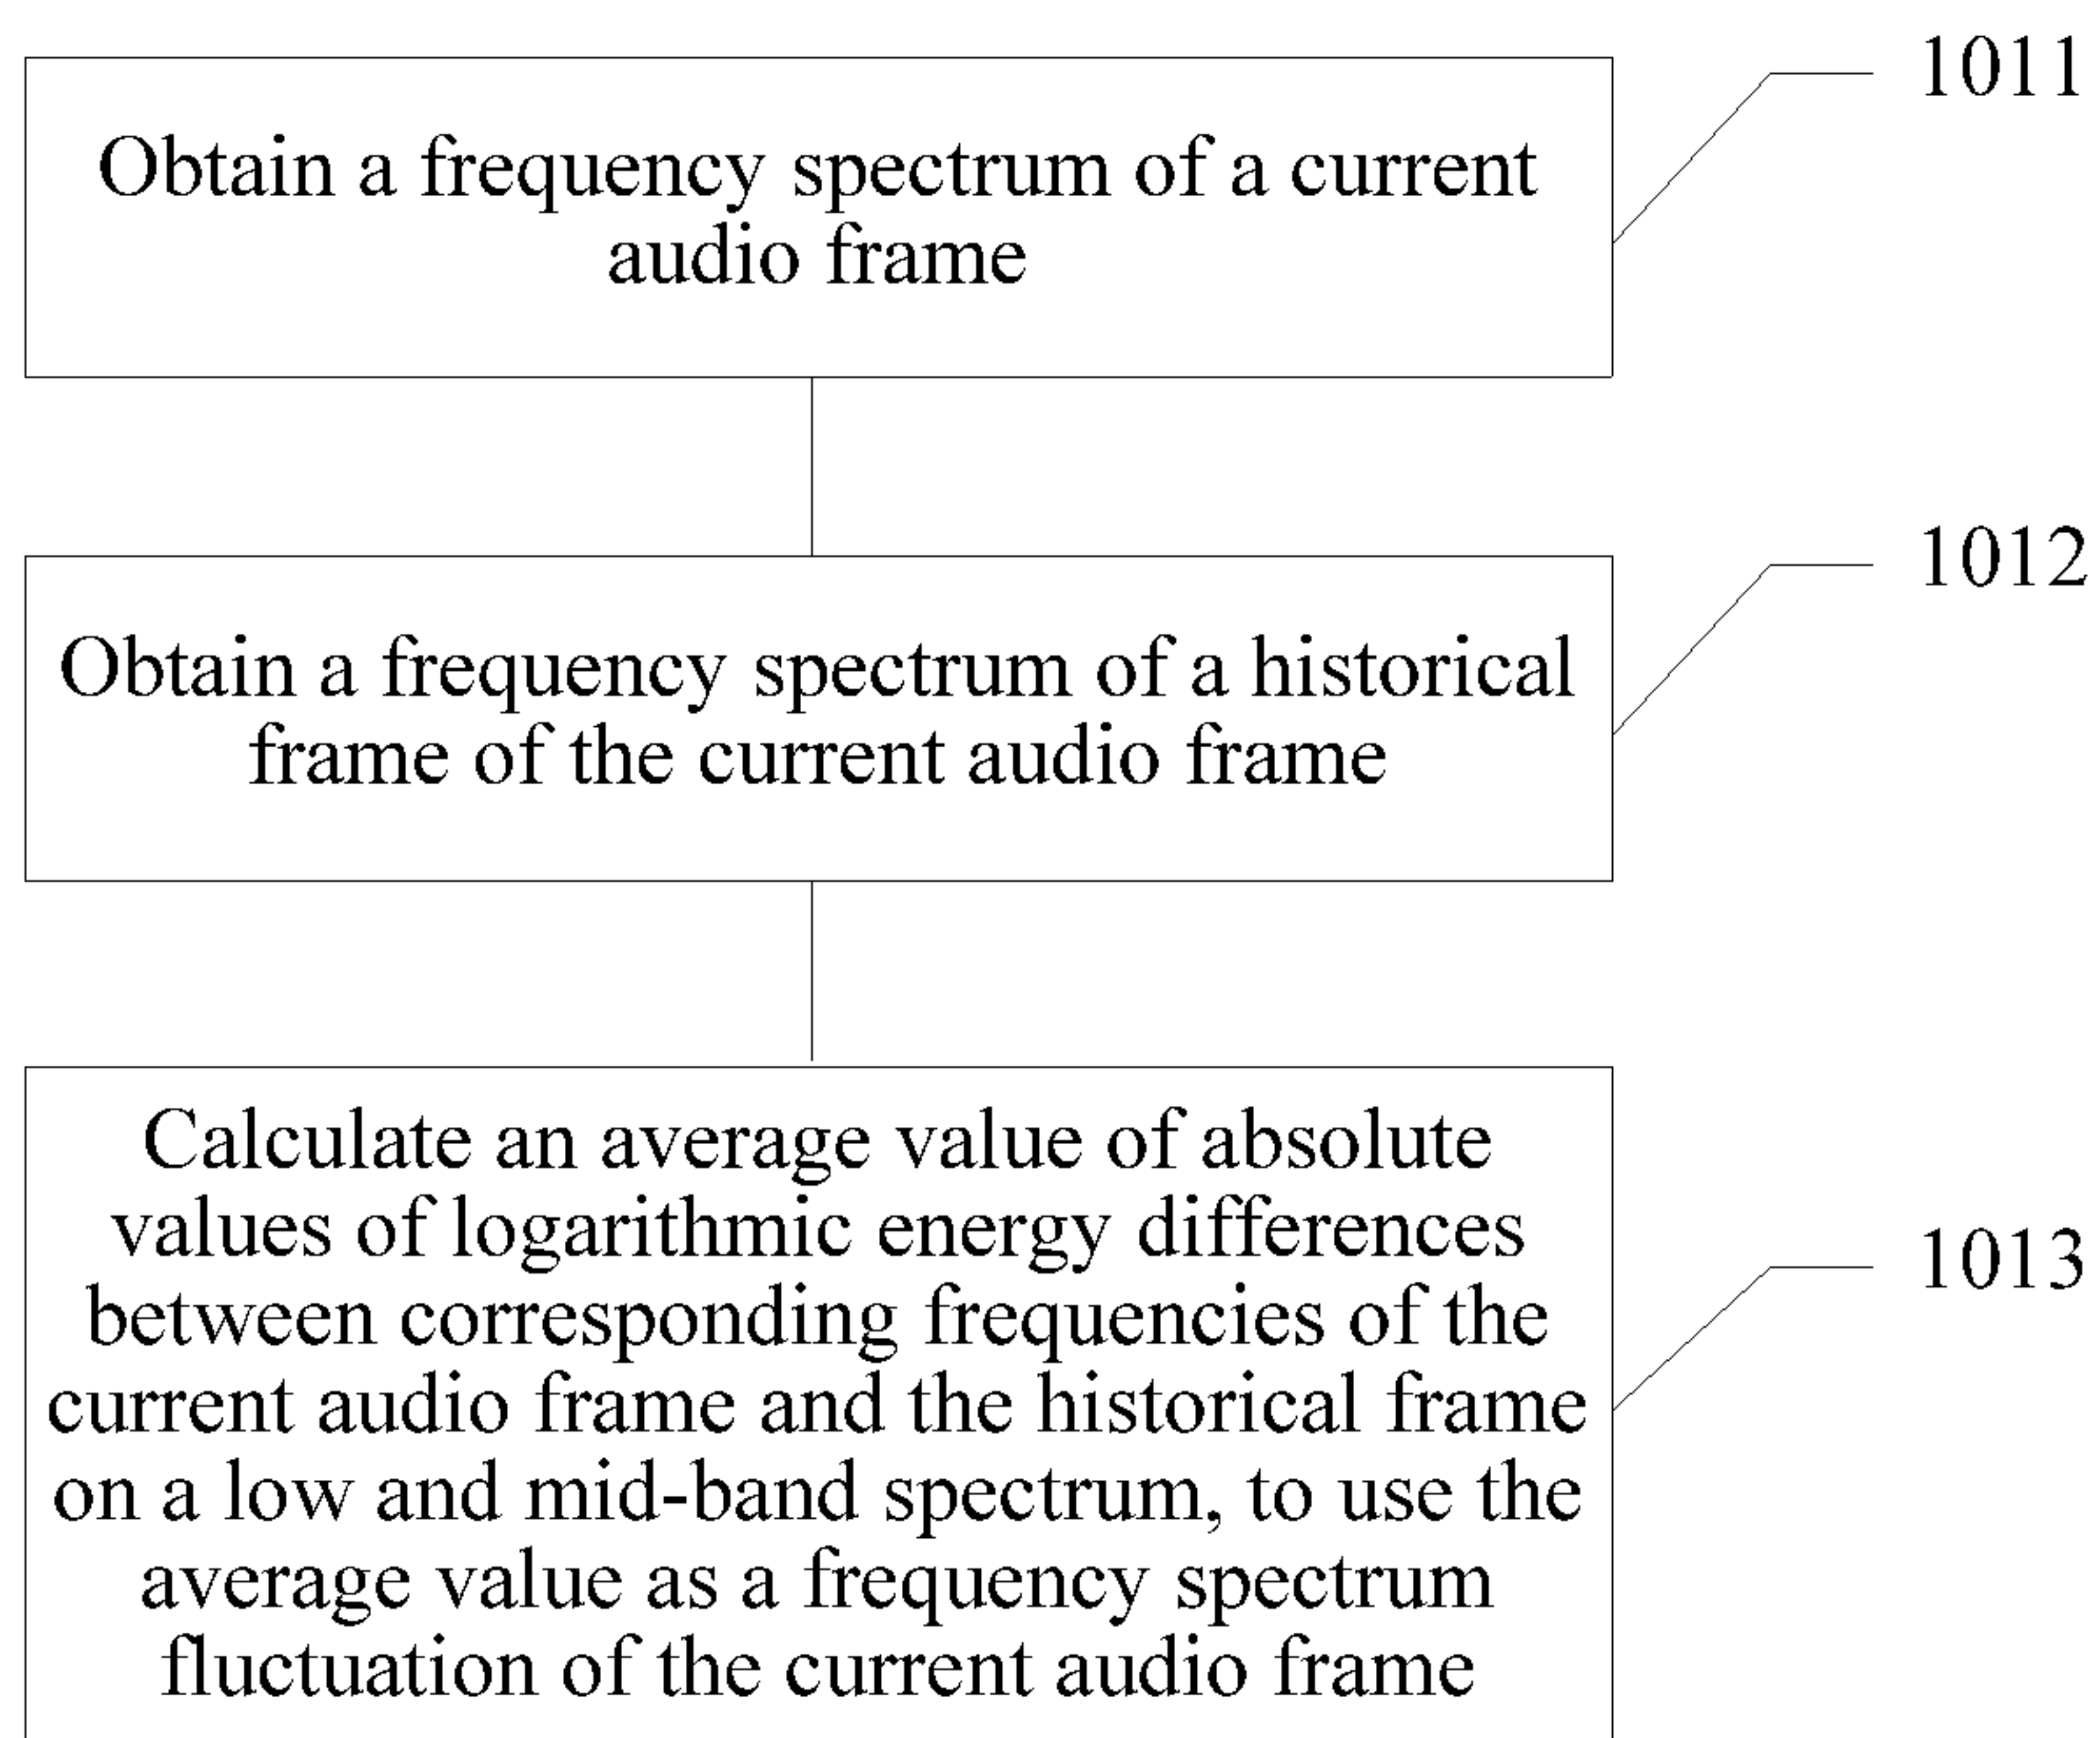 1011
Obtain a frequency spectrum of a current
audio frame
1012
Obtain a frequency spectrum of a historical
frame of the current audio frame
Calculate an average value of absolute
values of logarithmic energy differences
between corresponding frequencies of the
current audio frame and the historical frame
on a low and mid-band spectrum, to use the
average value as a frequency spectrum
fluctuation of the current audio frame
1013